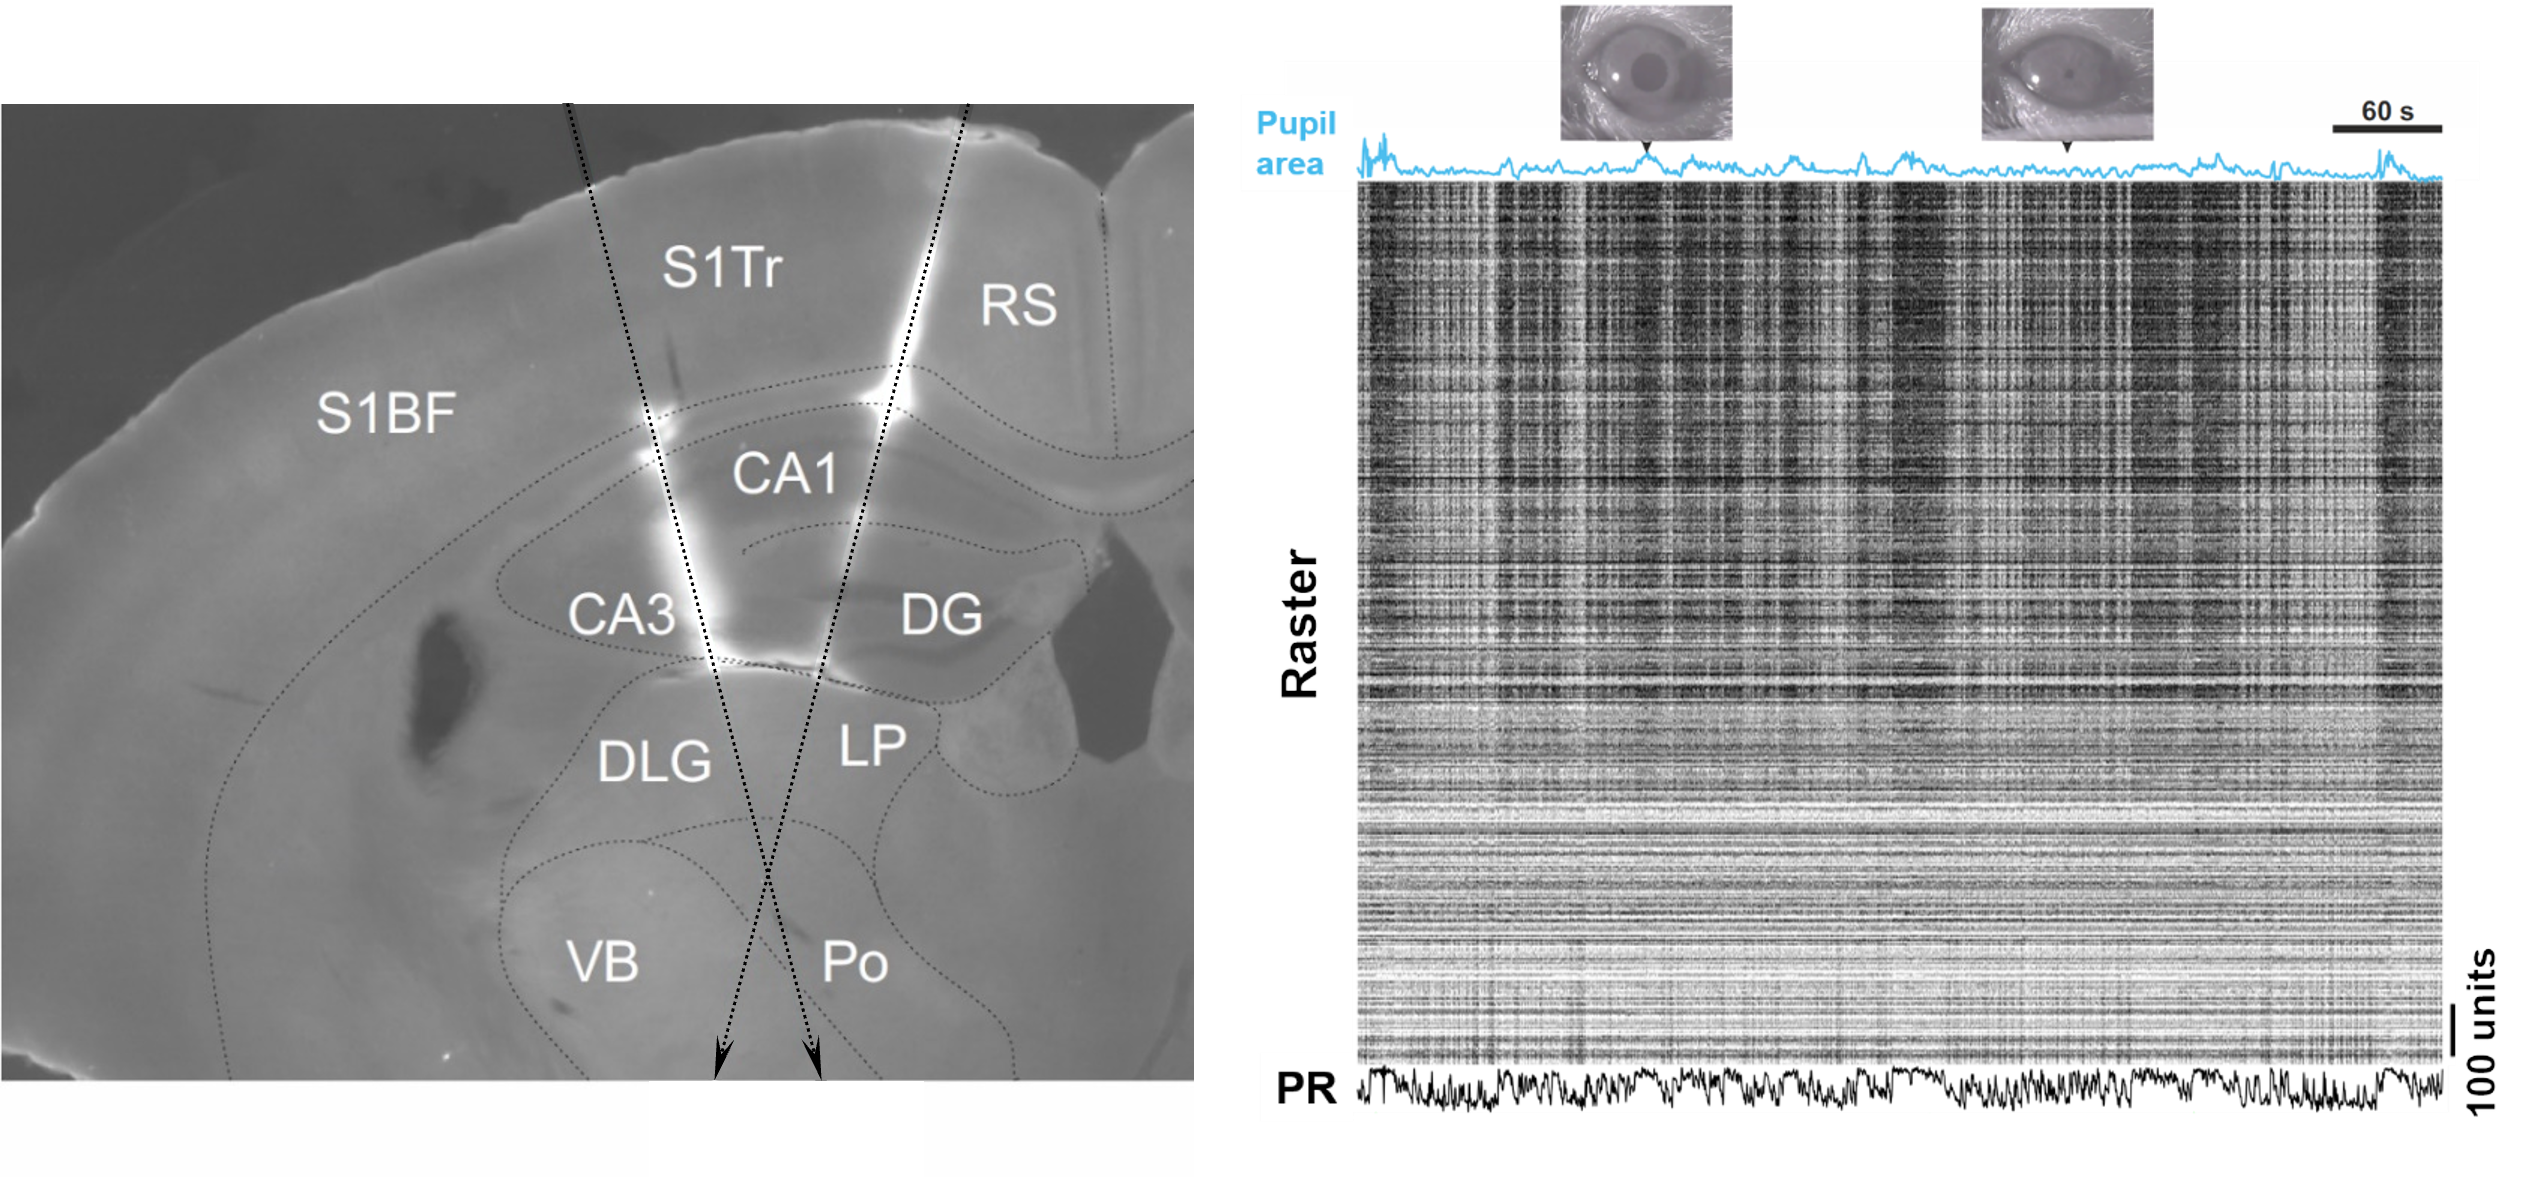 S1Tr
RS
S1BF
CA1
CA3
DG
DLG
LP
VB
Po
Pupil
area
60 s
Raster
PR
100 units